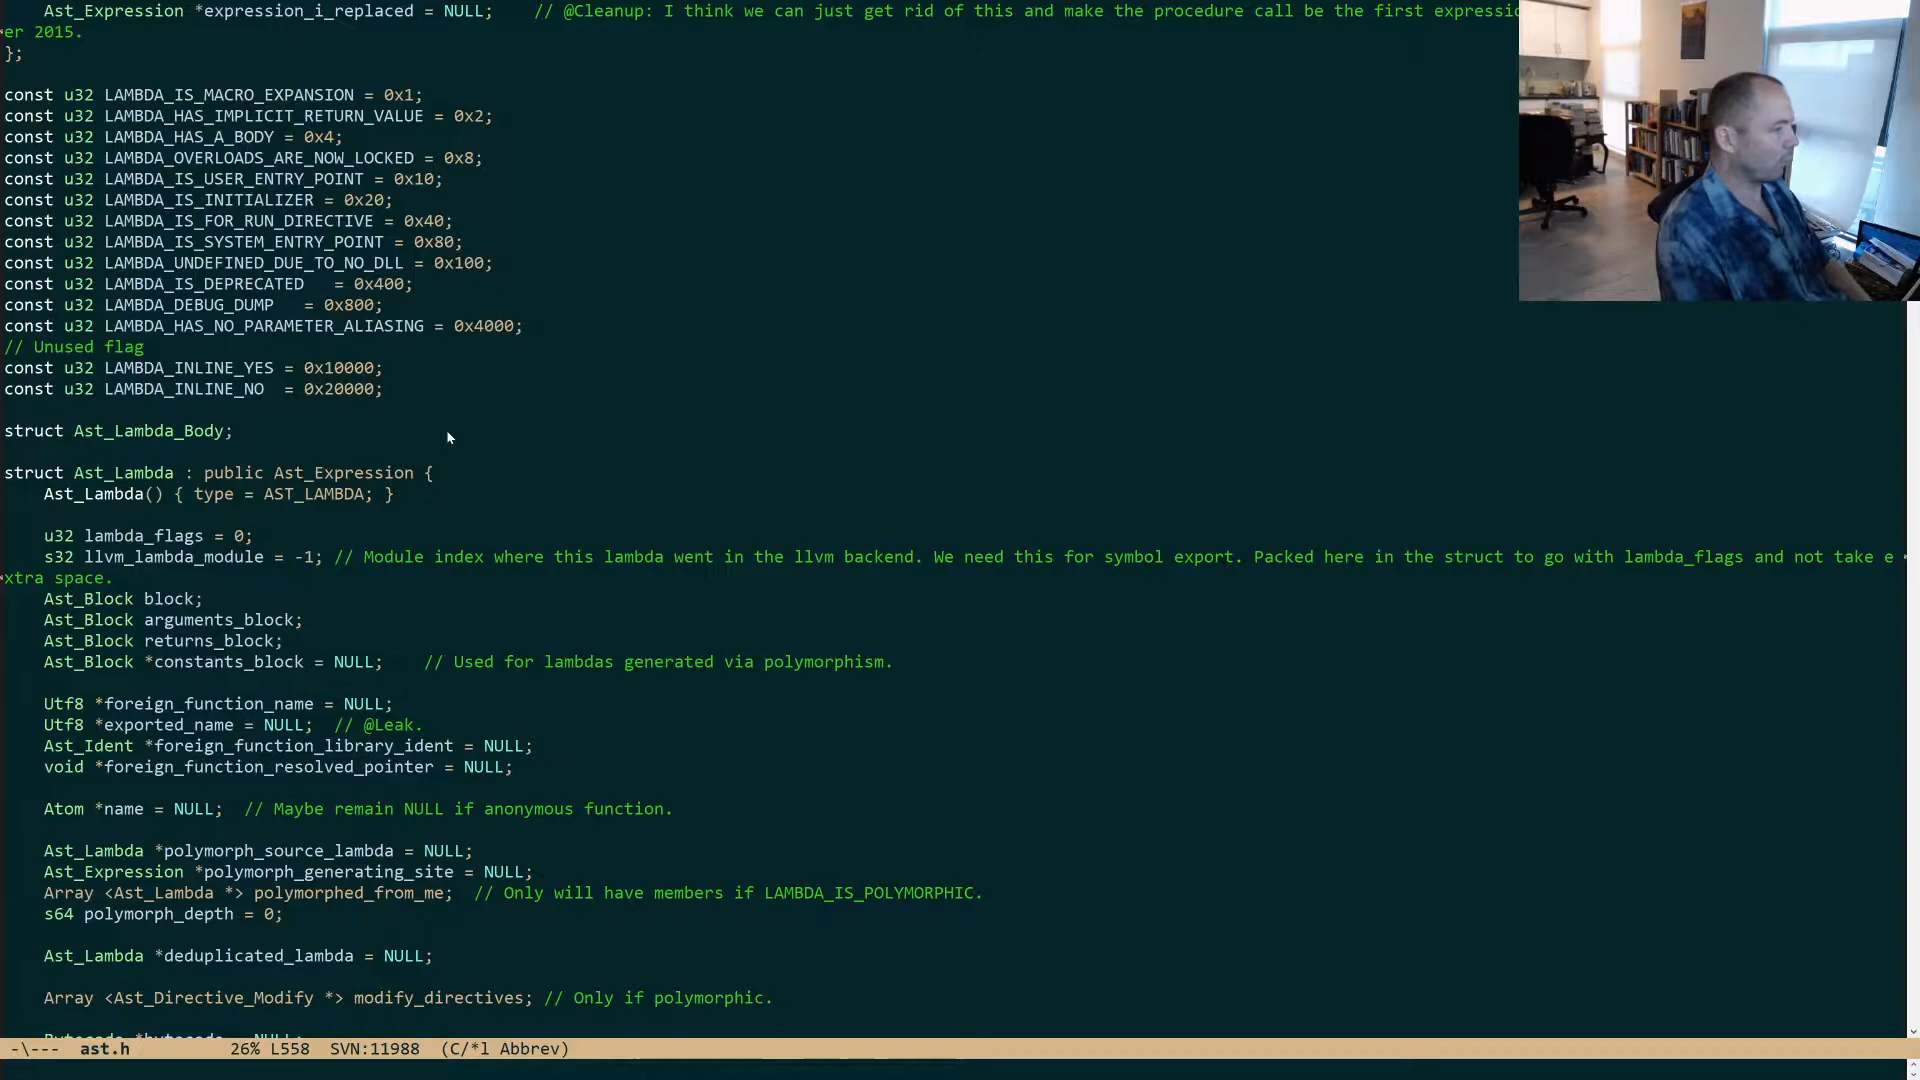 Ast_Expression *expression_i_replaced = NULL;    // @Cleanup: I think we can just get rid of this and make the procedure call be the first
er 2015.
};
const u32 LAMBDA_IS_MACRO_EXPANSION = 0x1;
const u32 LAMBDA_HAS_IMPLICIT_RETURN_VALUE = 0x2;
const u32 LAMBDA_HAS_A_BODY = 0x4;
const u32 LAMBDA_OVERLOADS_ARE_NOW_LOCKED = 0x8;
const u32 LAMBDA_IS_USER_ENTRY_POINT = 0x10;
const u32 LAMBDA_IS_INITIALIZER = 0x20;
const u32 LAMBDA_IS_FOR_RUN_DIRECTIVE = 0x40;
const u32 LAMBDA_IS_SYSTEM_ENTRY_POINT = 0x80;
const u32 LAMBDA_UNDEFINED_DUE_TO_NO_DLL = 0x100;
const u32 LAMBDA_IS_DEPRECATED   = 0x400;
const u32 LAMBDA_DEBUG_DUMP   = 0x800;
const u32 LAMBDA_HAS_NO_PARAMETER_ALIASING = 0x4000;
// Unused flag
const u32 LAMBDA_INLINE_YES = 0x10000;
const u32 LAMBDA_INLINE_NO  = 0x20000;
struct Ast_Lambda_Body;
struct Ast_Lambda : public Ast_Expression {
Ast_Lambda() { type = AST_LAMBDA; }
u32 lambda_flags = 0;
s32 llvm_lambda_module = -1; // Module index where this lambda went in the llvm backend. We need this for symbol export. Packed here in the struct to go with lambda_flags and not take e
xtra space.
Ast_Block block;
Ast_Block arguments_block;
Ast_Block returns_block;
Ast_Block *constants_block = NULL;    // Used for lambdas generated via polymorphism.
Utf8 *foreign_function_name = NULL;
Utf8 *exported_name = NULL;  // @Leak.
Ast_Ident *foreign_function_library_ident = NULL;
void *foreign_function_resolved_pointer = NULL;
Atom *name = NULL;  // Maybe remain NULL if anonymous function.
Ast_Lambda *polymorph_source_lambda = NULL;
Ast_Expression *polymorph_generating_site = NULL;
Array <Ast_Lambda *> polymorphed_from_me;  // Only will have members if LAMBDA_IS_POLYMORPHIC.
s64 polymorph_depth = 0;
Ast_Lambda *deduplicated_lambda = NULL;
Array <Ast_Directive_Modify *> modify_directives; // Only if polymorphic.
-\---  ast.h          26% L558  SVN:11988  (C/*l Abbrev)